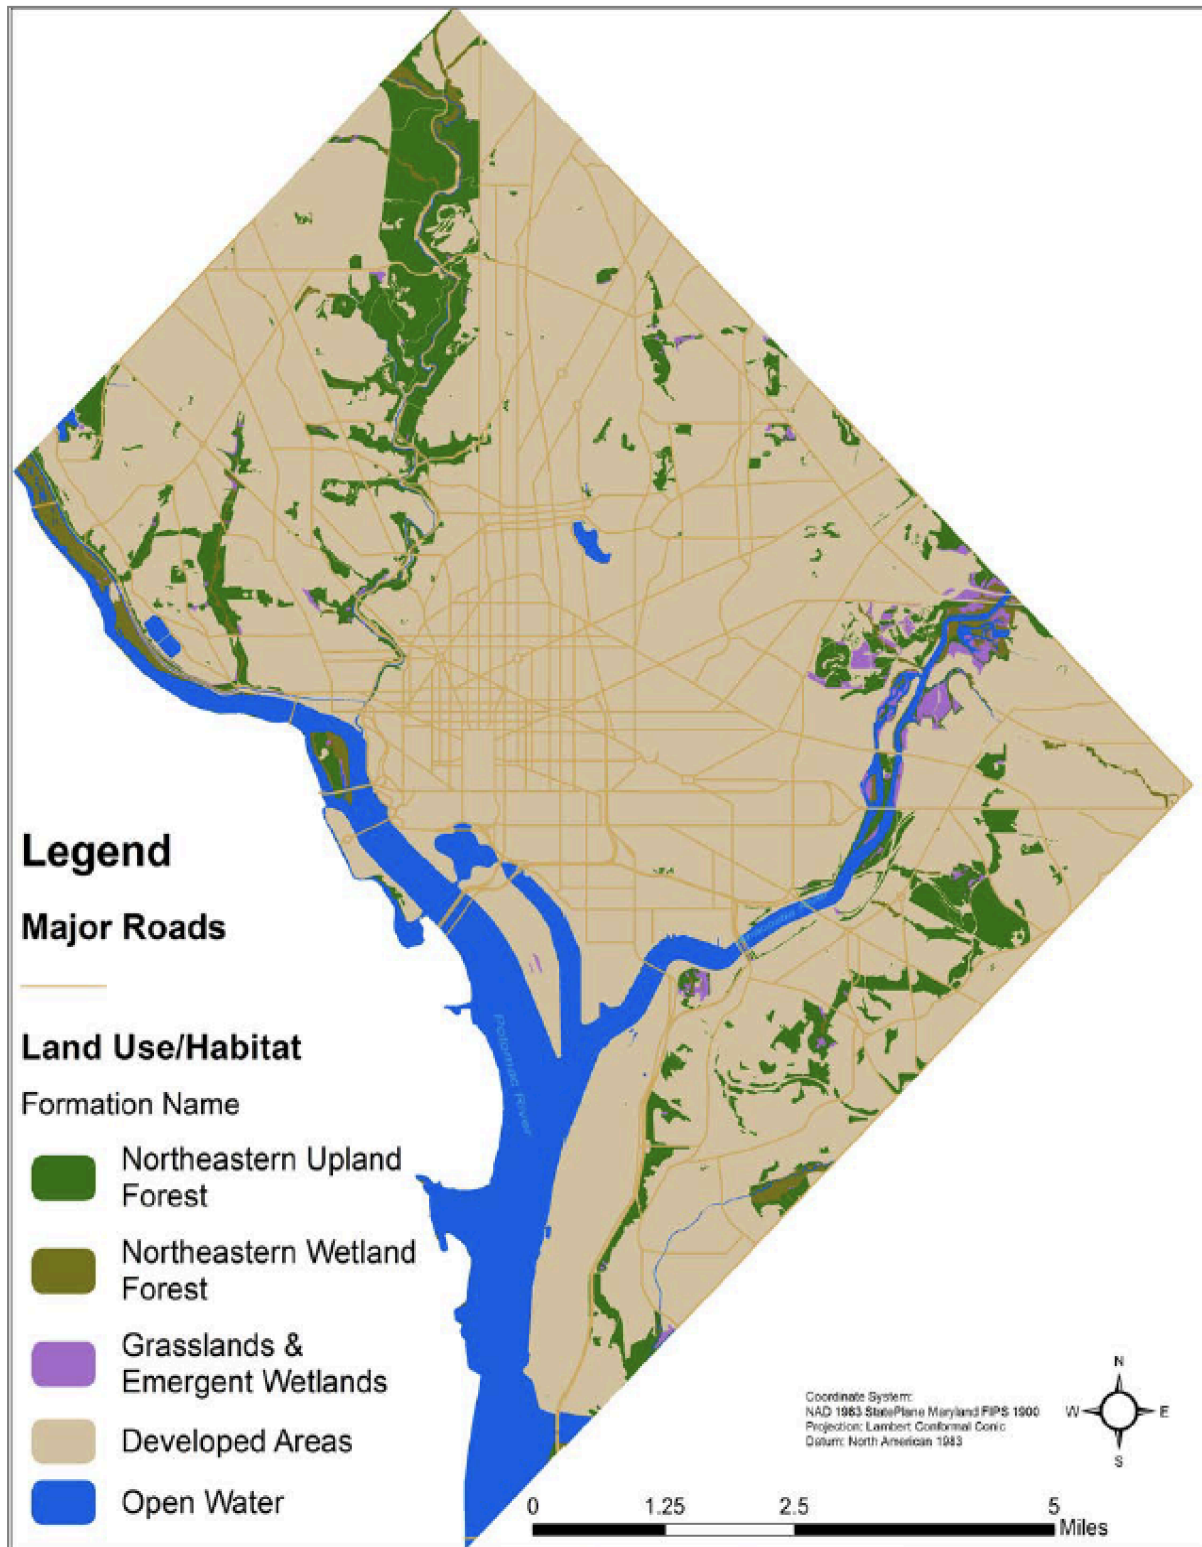 Legend
Major Roads
Land Use/Habitat
Formation Name
Northeastern Upland
Forest
Northeastern Wetland
Forest
Grasslands &
Emergent Wetlands
Developed Areas
Open Water
Potomac River
Coordinate System:
NAD 1983 StatePlane Maryland FIPS 1900
Projection: Lambert Conformal Conic
Datum: North American 1983
N
W E
S
0 1.25 2.5 5
Miles